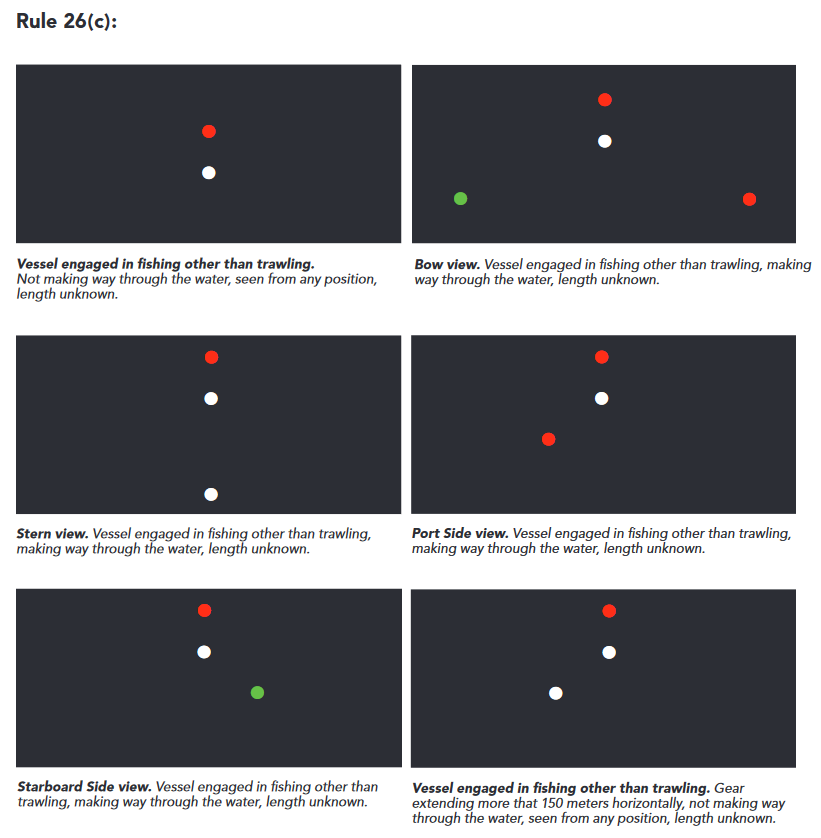 Rule 26(c):
Vessel engaged in fishing other than trawling.
Not making way through the water, seen from any position,
length unknown.
Bow view. Vessel engaged in fishing other than trawling, making
way through the water, length unknown.
Stern view. Vessel engaged in fishing other than trawling,
making way through the water, length unknown.
Port Side view. Vessel engaged in fishing other than trawling,
making way through the water, length unknown.
Starboard Side view. Vessel engaged in fishing other than
trawling, making way through the water, length unknown.
Vessel engaged in fishing other than trawling. Gear
extending more that 150 meters horizontally, not making way
through the water, seen from any position, length unknown.